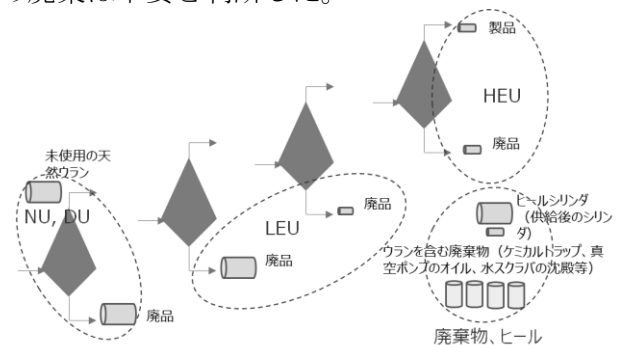 製品
HEU
廃品
未使用の天
然ウラン
NU, DU
廃品
廃品
LEU
廃品
ヒールシリンダ
（供給後のシリン
ダ）
ウランを含む廃棄物（ケミカルトラップ、真
空ポンプのオイル、水スクラバの沈殿等）
廃棄物、ヒール